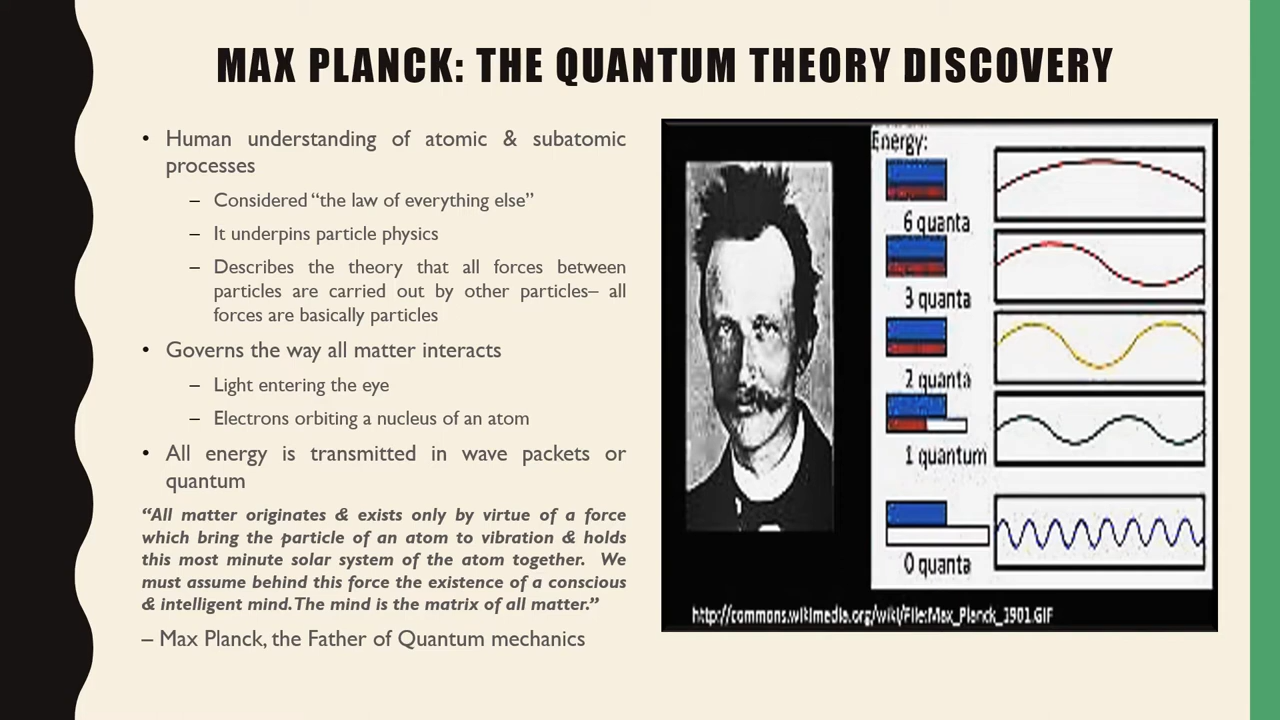 MAX PLANCK: THE QUANTUM THEORY DISCOVERY
• Human understanding of atomic & subatomic
processes
– Considered “the law of everything else”
– It underpins particle physics
– Describes the theory that all forces between
particles are carried out by other particles– all
forces are basically particles
• Governs the way all matter interacts
– Light entering the eye
– Electrons orbiting a nucleus of an atom
• All energy is transmitted in wave packets or
quantum
“All matter originates & exists only by virtue of a force
which bring the particle of an atom to vibration & holds
this most minute solar system of the atom together. We
must assume behind this force the existence of a conscious
& intelligent mind. The mind is the matrix of all matter.”
– Max Planck, the Father of Quantum mechanics
Energy:
6 quanta
3 quanta
2 quanta
1 quantum
0 quanta
http://commons.wikimedia.org/wiki/File:Max_Planck_1901.GIF